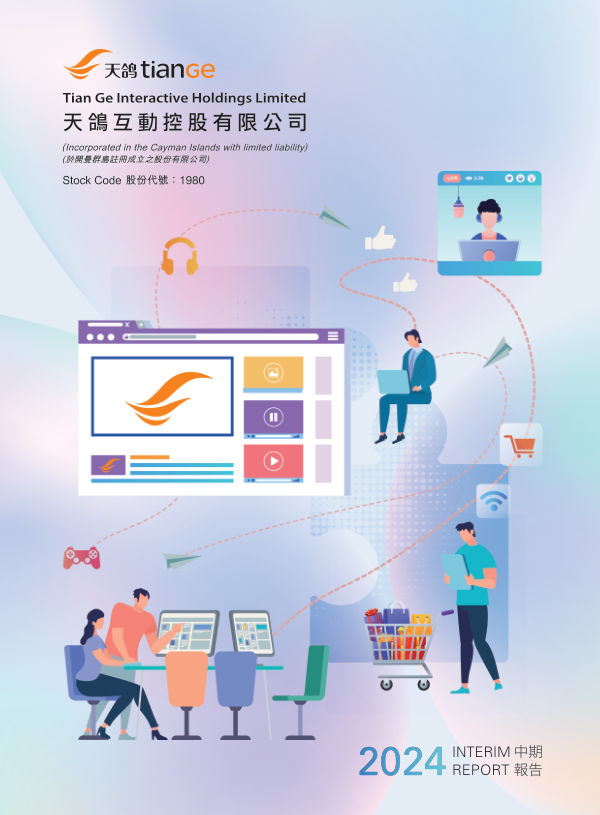 天鴿 tiange
Tian Ge Interactive Holdings Limited
天鴿互動控股有限公司
(Incorporated in the Cayman Islands with limited liability)
(於開曼群島註冊成立之股份有限公司)
Stock Code 股份代號：1980
LIVE 3.2k
2024 INTERIM 中期
REPORT 報告